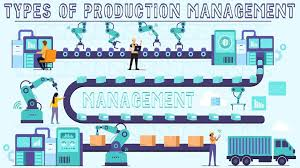 TYPES OF PRODUCTION MANAGEMENT
MANAGEMENT